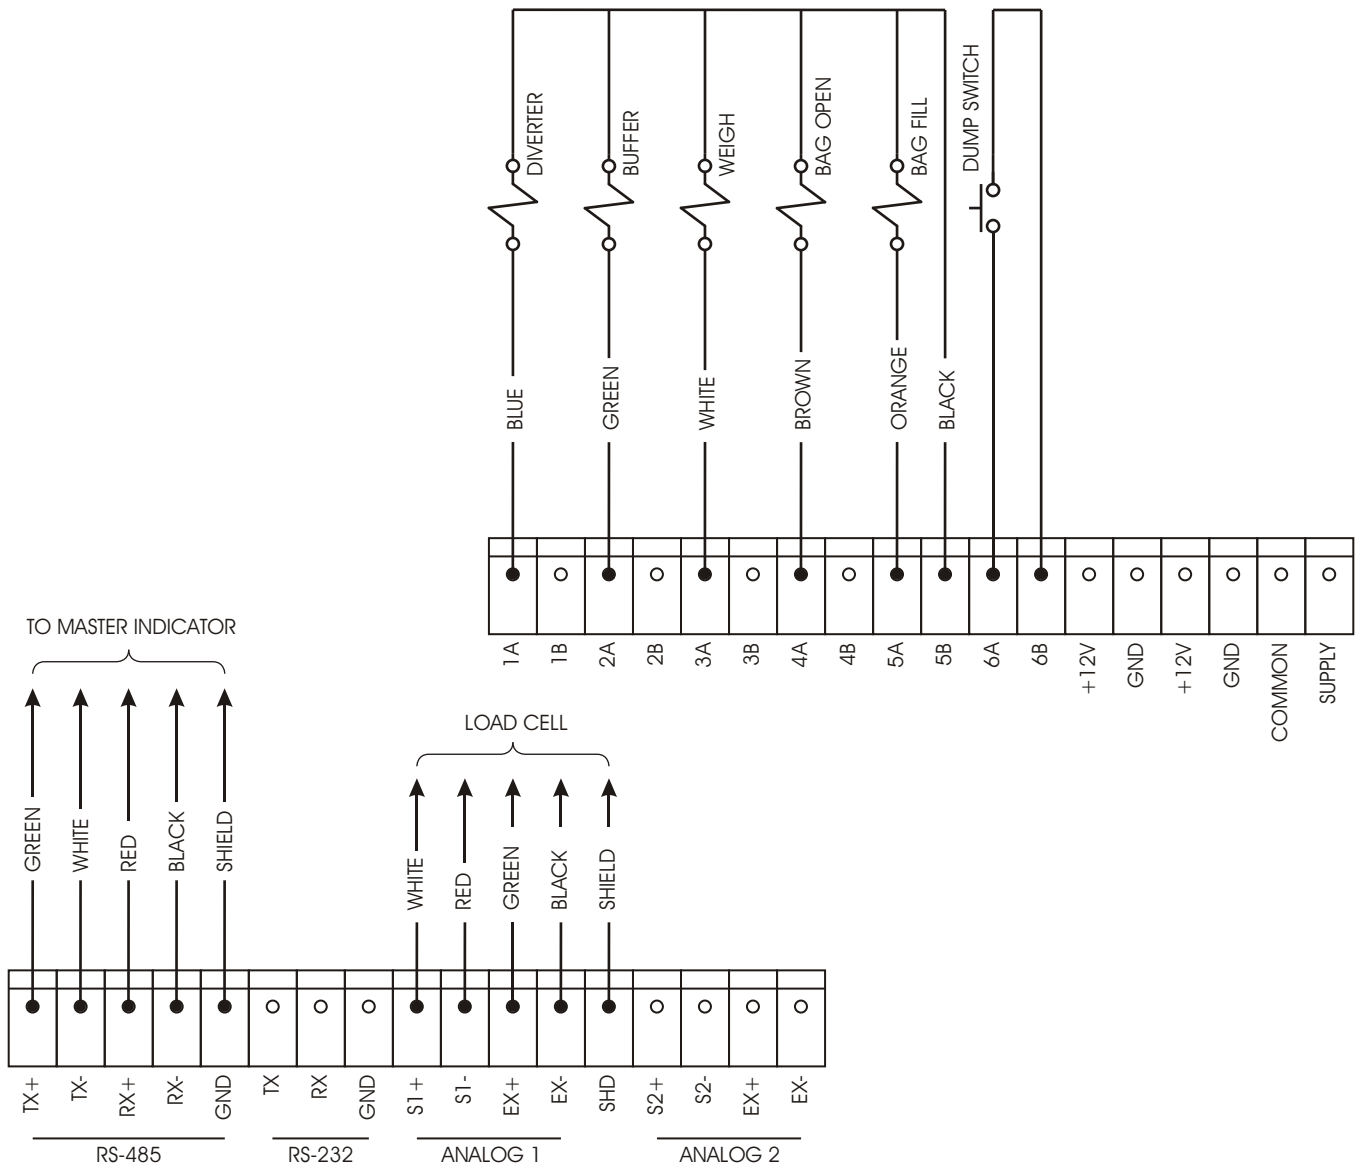 DIVERTER
BUFFER
WEIGH
BAG OPEN
BAG FILL
DUMP SWITCH
BLUE
GREEN
WHITE
BROWN
ORANGE
BLACK
1A
1B
2A
2B
3A
3B
4A
4B
5A
5B
6A
6B
+12V
GND
+12V
GND
COMMON
SUPPLY
TO MASTER INDICATOR
GREEN
WHITE
RED
BLACK
SHIELD
LOAD CELL
WHITE
RED
GREEN
BLACK
SHIELD
TX+
TX-
RX+
RX-
GND
TX
RX
GND
S1+
S1-
EX+
EX-
SHD
S2+
S2-
EX+
EX-
RS-485
RS-232
ANALOG 1
ANALOG 2